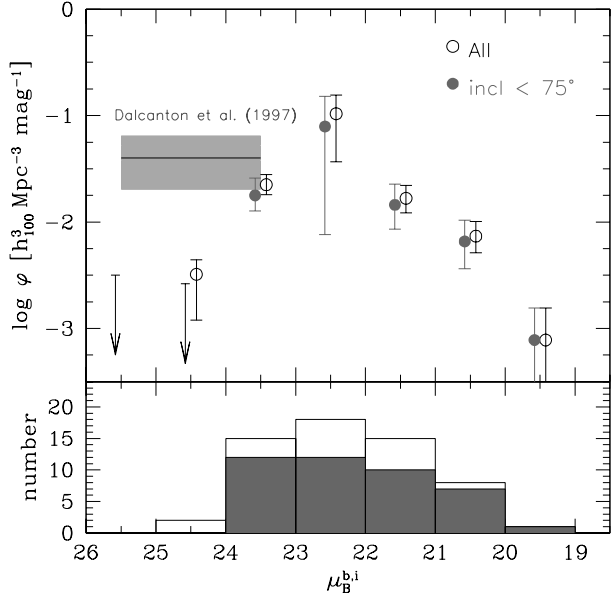 0
All
incl < 75°
-1
Dalcanton et al. (1997)
log φ [h³₁₀₀ Mpc⁻³ mag⁻¹]
-2
-3
20
15
number
10
5
0
26 25 24 23 22 21 20 19
μ_B^{b,i}